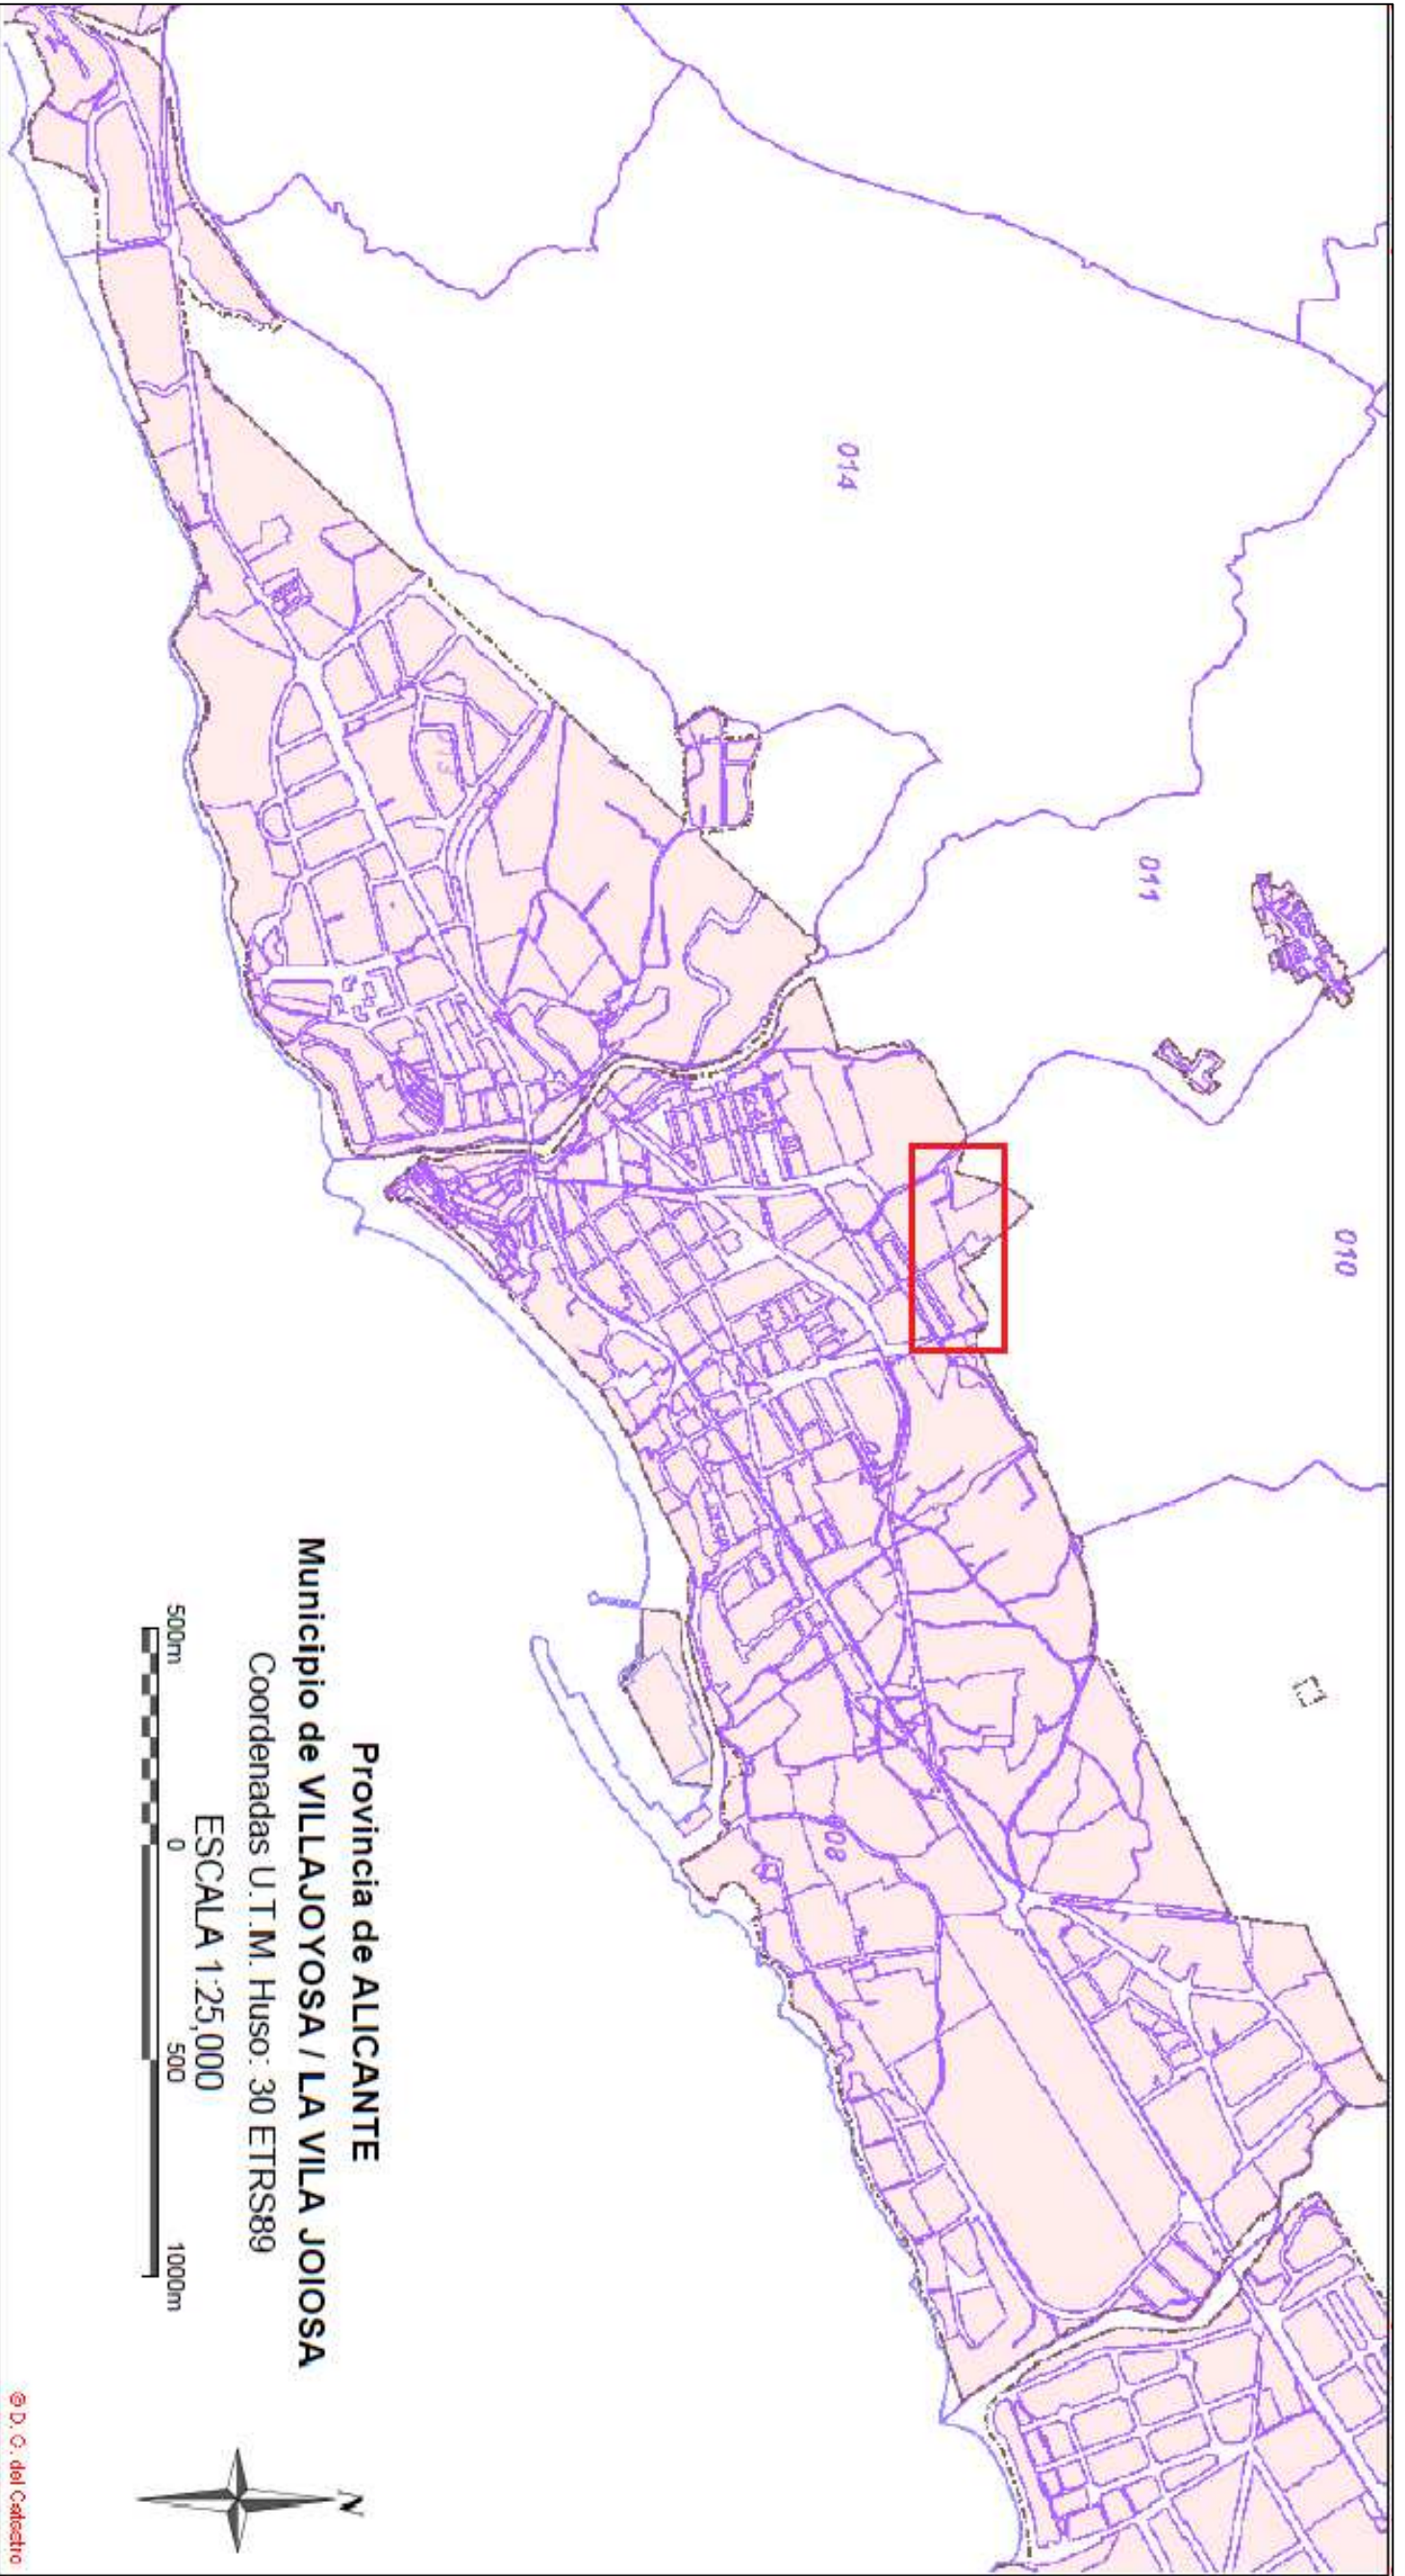 014
011
010
013
008
Provincia de ALICANTE
Municipio de VILLAJOYOSA / LA VILA JOIOSA
Coordenadas U.T.M. Huso: 30 ETRS89
ESCALA 1:25,000
500m 0 500 1000m
N
© D. G. del Catastro